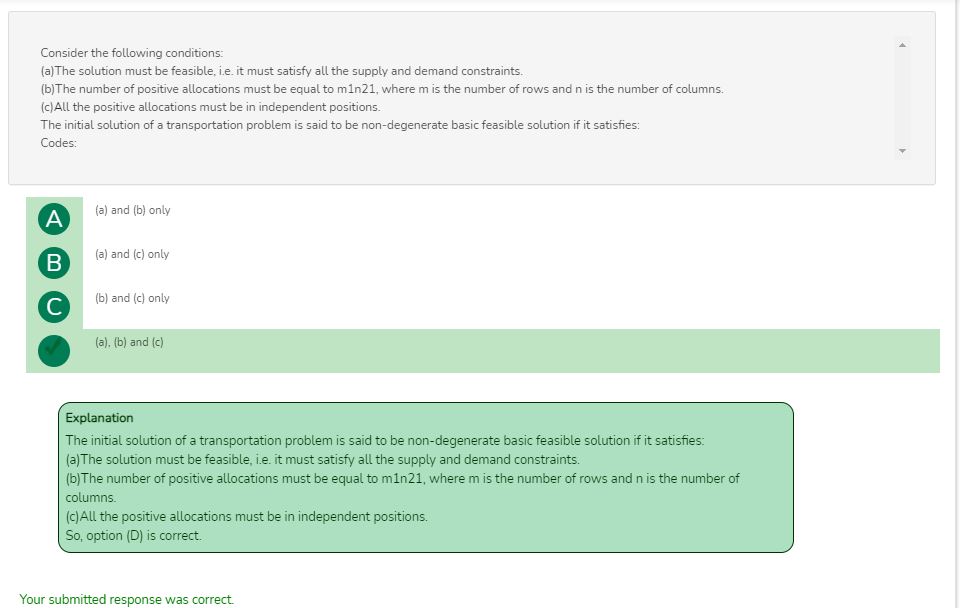 Consider the following conditions:
(a)The solution must be feasible, i.e. it must satisfy all the supply and demand constraints.
(b)The number of positive allocations must be equal to m1n21, where m is the number of rows and n is the number of columns.
(c)All the positive allocations must be in independent positions.
The initial solution of a transportation problem is said to be non-degenerate basic feasible solution if it satisfies:
Codes:
A (a) and (b) only
B (a) and (c) only
C (b) and (c) only
(a), (b) and (c)
Explanation
The initial solution of a transportation problem is said to be non-degenerate basic feasible solution if it satisfies:
(a)The solution must be feasible, i.e. it must satisfy all the supply and demand constraints.
(b)The number of positive allocations must be equal to m1n21, where m is the number of rows and n is the number of
columns.
(c)All the positive allocations must be in independent positions.
So, option (D) is correct.
Your submitted response was correct.